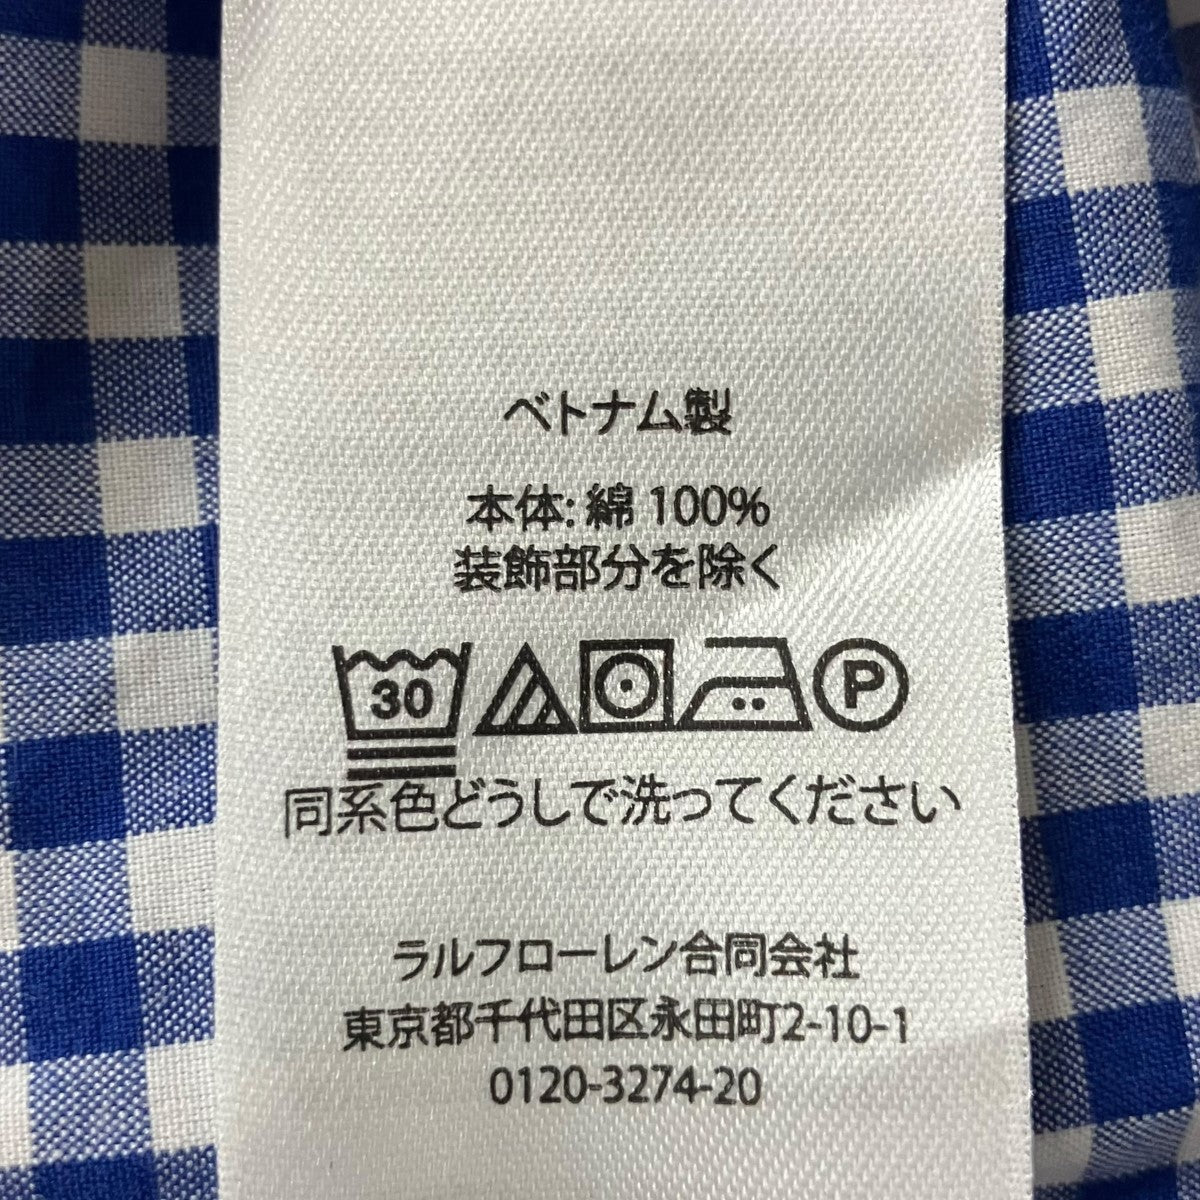 ベトナム製
本体: 綿 100%
装飾部分を除く
30 P
同系色どうしで洗ってください
ラルフローレン合同会社
東京都千代田区永田町2-10-1
0120-3274-20